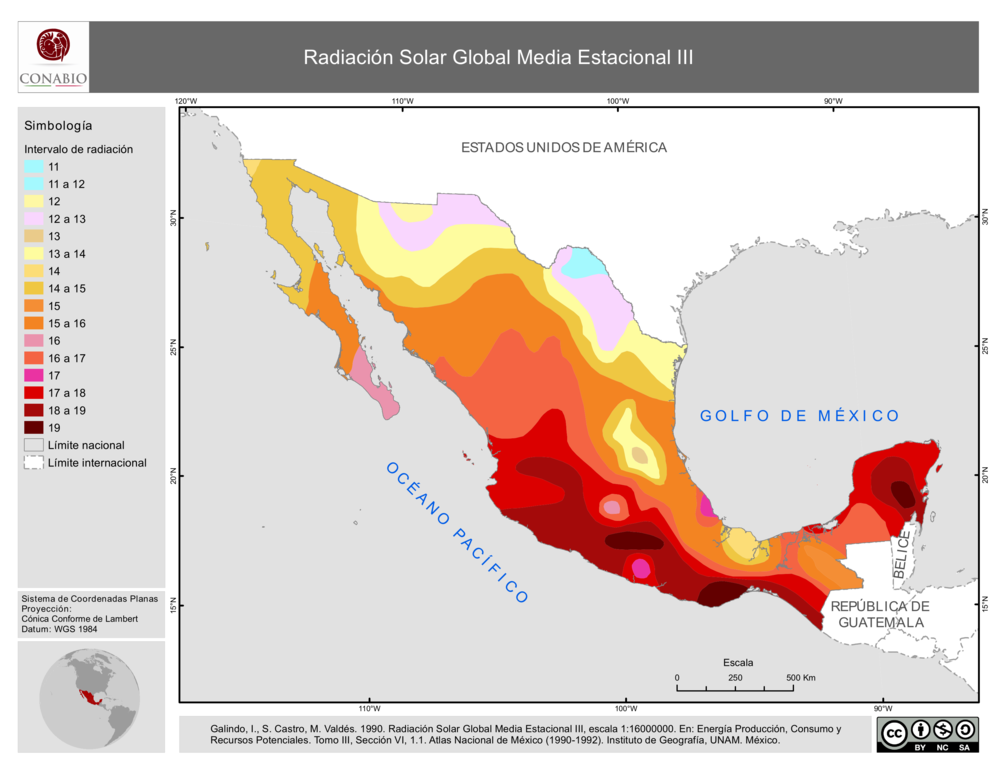 CONABIO
Radiación Solar Global Media Estacional III
Simbología
Intervalo de radiación
11
11 a 12
12
12 a 13
13
13 a 14
14
14 a 15
15
15 a 16
16
16 a 17
17
17 a 18
18 a 19
19
Límite nacional
Límite internacional
Sistema de Coordenadas Planas
Proyección:
Cónica Conforme de Lambert
Datum: WGS 1984
120°W
110°W
100°W
90°W
30°N
25°N
20°N
15°N
30°N
25°N
20°N
15°N
ESTADOS UNIDOS DE AMÉRICA
GOLFO DE MÉXICO
OCÉANO PACÍFICO
BELICE
REPÚBLICA DE
GUATEMALA
Escala
0 250 500 Km
110°W
100°W
90°W
Galindo, I., S. Castro, M. Valdés. 1990. Radiación Solar Global Media Estacional III, escala 1:16000000. En: Energía Producción, Consumo y
Recursos Potenciales. Tomo III, Sección VI, 1.1. Atlas Nacional de México (1990-1992). Instituto de Geografía, UNAM. México.
cc
BY NC SA